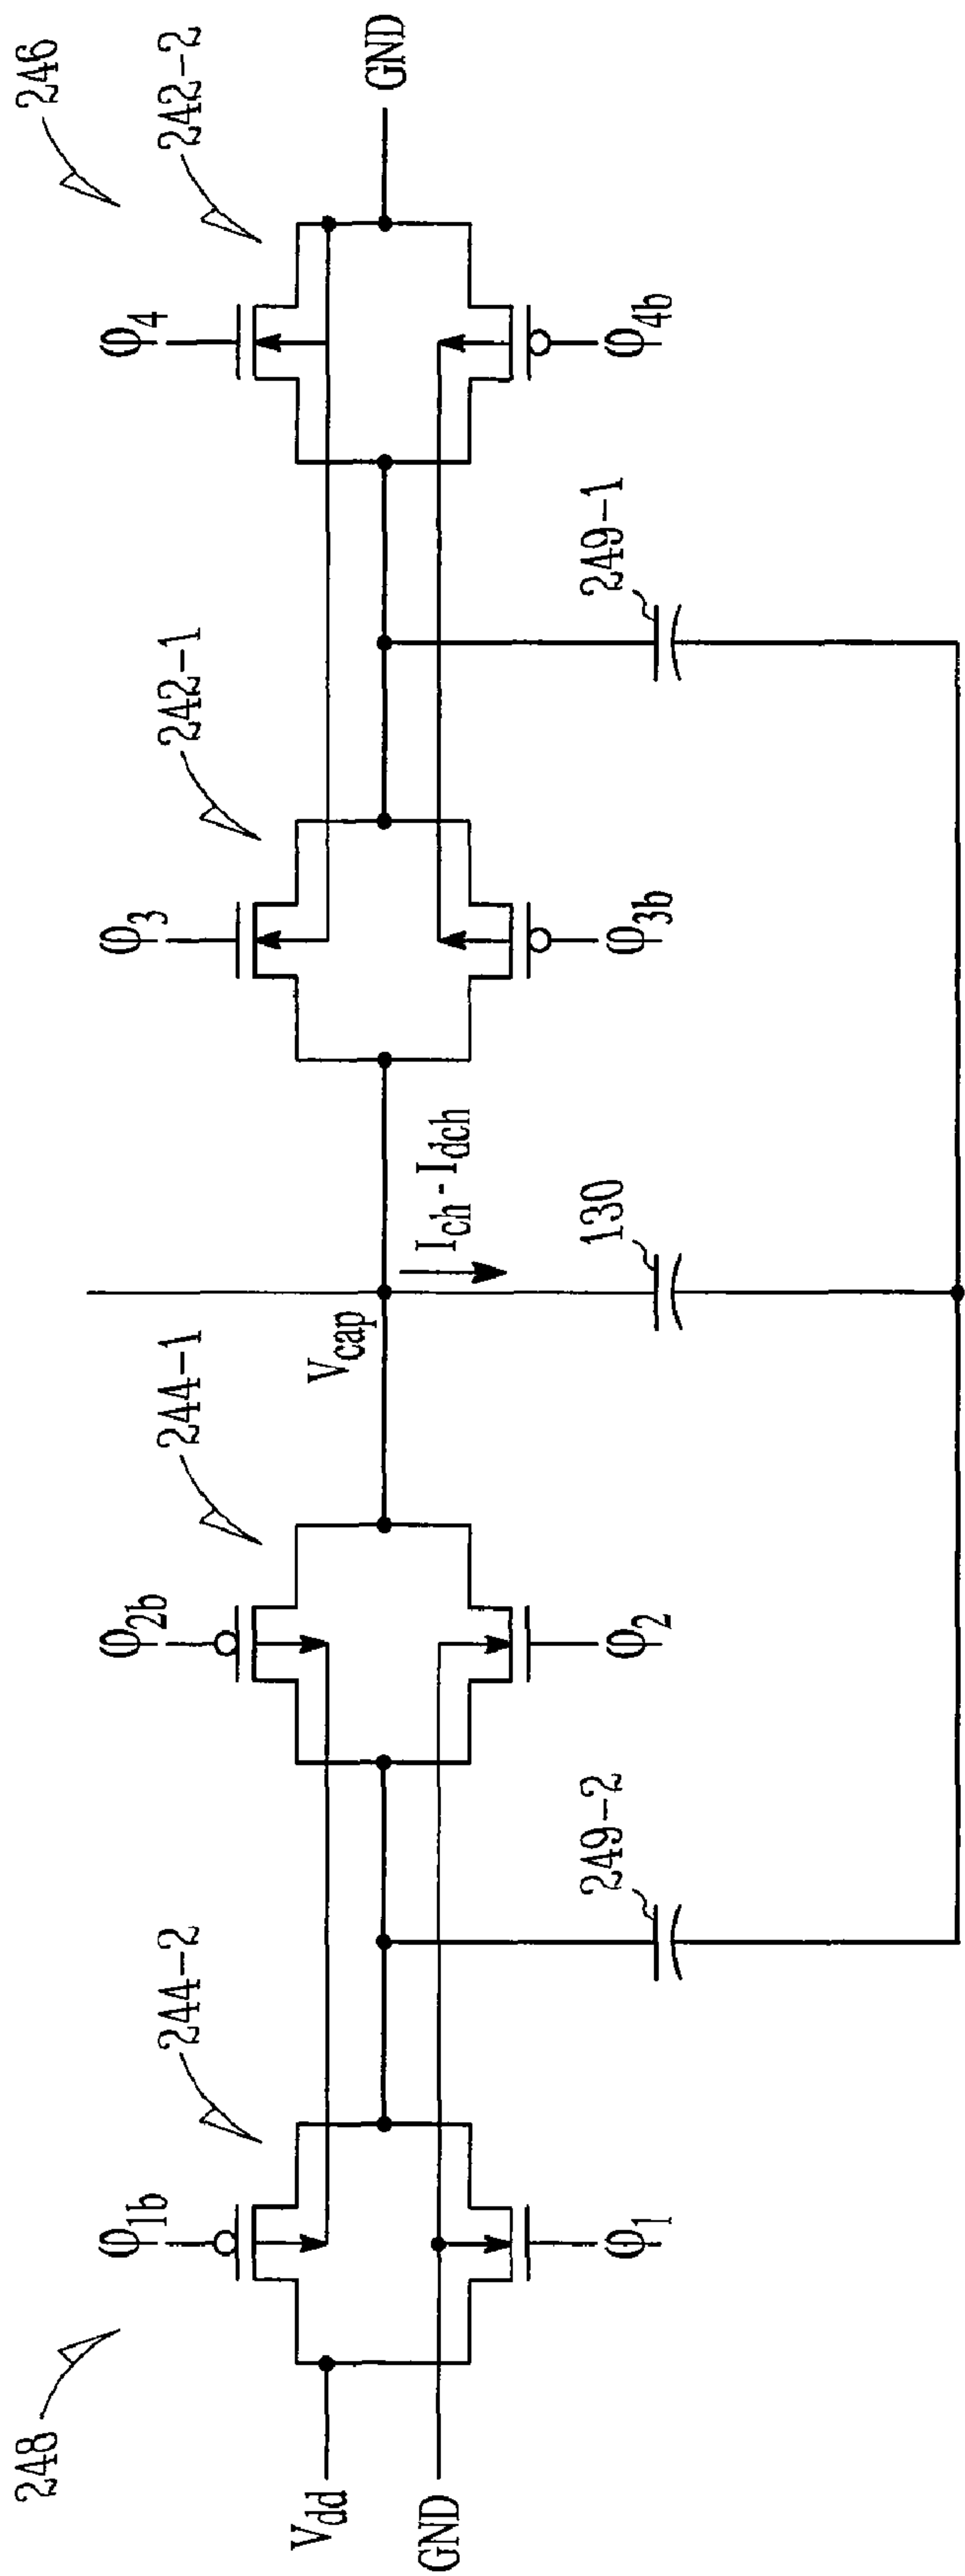 246
242-2
GND
φ4
φ4b
249-1
242-1
φ3
φ3b
Ich - Idch
130
Vcap
244-1
φ2b
φ2
249-2
244-2
φ1b
φ1
248
Vdd
GND